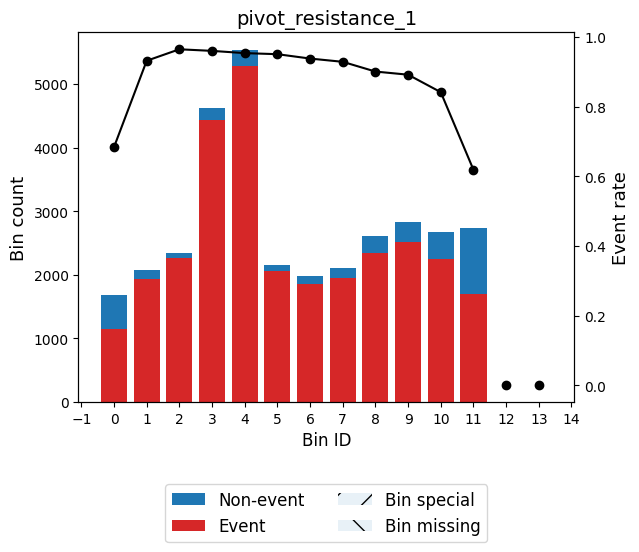 pivot_resistance_1
5000
4000
3000
2000
1000
0
Bin count
1.0
0.8
0.6
0.4
0.2
0.0
Event rate
−1 0 1 2 3 4 5 6 7 8 9 10 11 12 13 14
Bin ID
Non-event Bin special
Event Bin missing